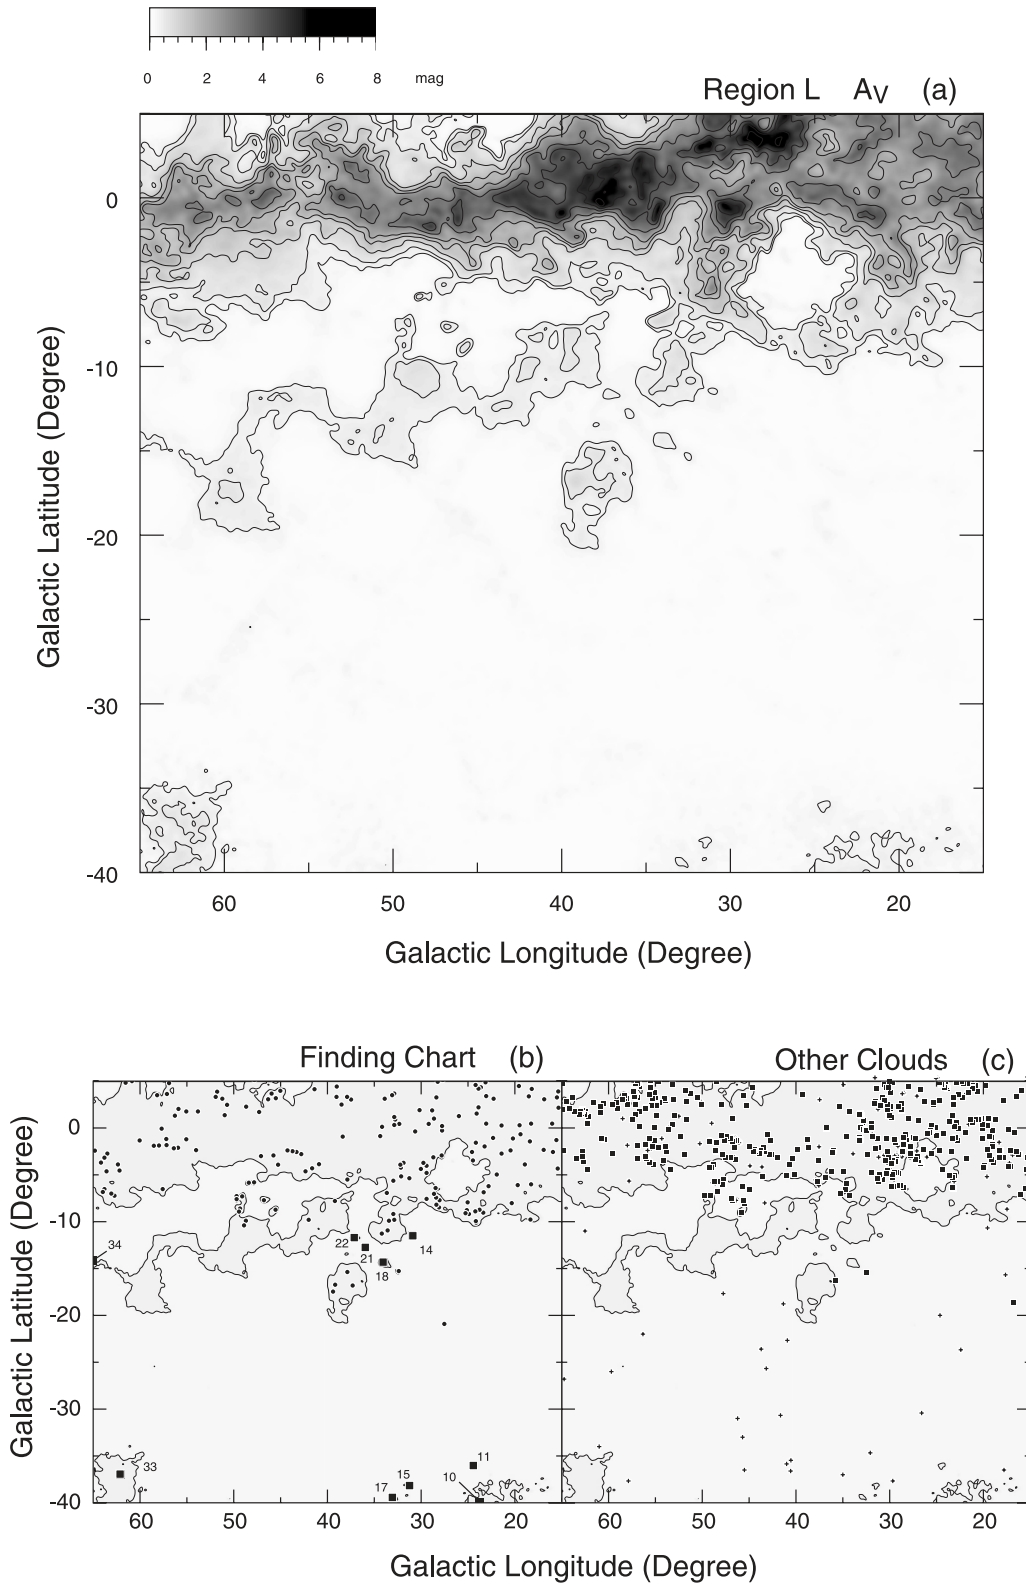 0 2 4 6 8 mag
Region L Av (a)
0
-10
-20
-30
-40
Galactic Latitude (Degree)
60 50 40 30 20
Galactic Longitude (Degree)
Finding Chart (b)
Other Clouds (c)
0
-10
-20
-30
-40
Galactic Latitude (Degree)
34
22
21
18
14
33
17
15
11
10
60 50 40 30 20
60 50 40 30 20
Galactic Longitude (Degree)